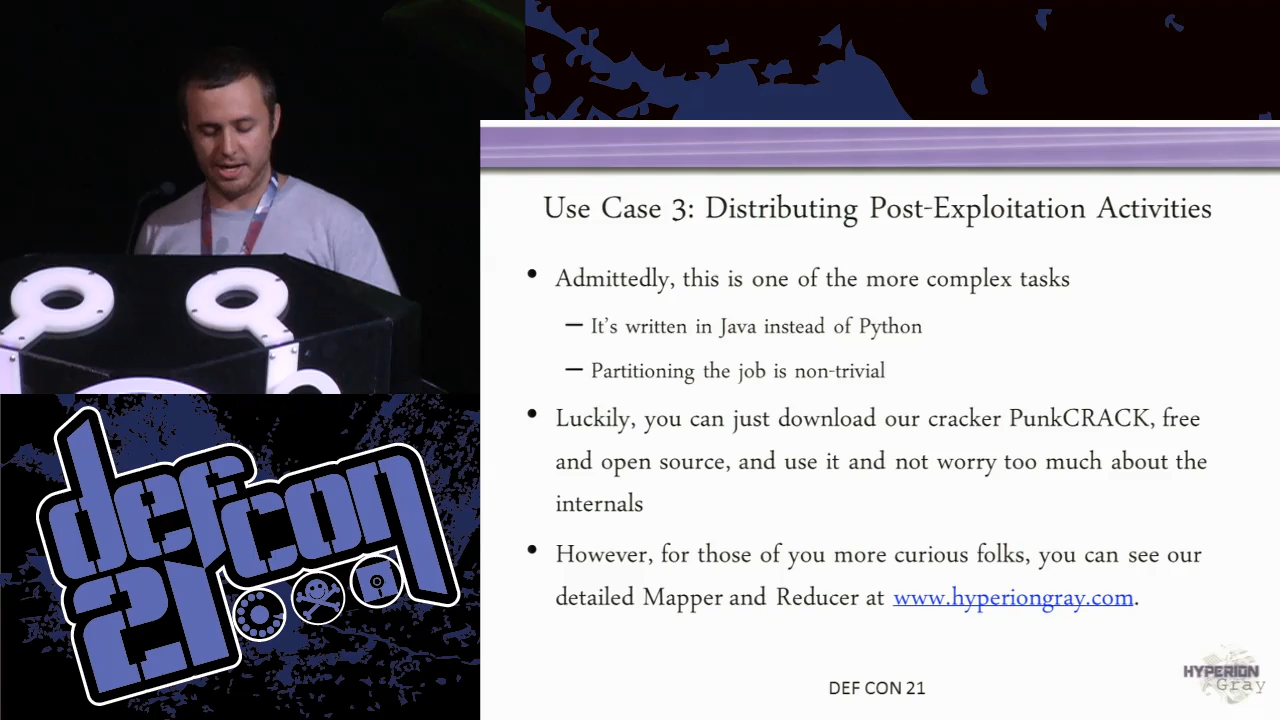 Use Case 3: Distributing Post-Exploitation Activities
• Admittedly, this is one of the more complex tasks
– It's written in Java instead of Python
– Partitioning the job is non-trivial
• Luckily, you can just download our cracker PunkCRACK, free
and open source, and use it and not worry too much about the
internals
• However, for those of you more curious folks, you can see our
detailed Mapper and Reducer at www.hyperiongray.com.
DEF CON 21
HYPERION
Gray
defcon
21